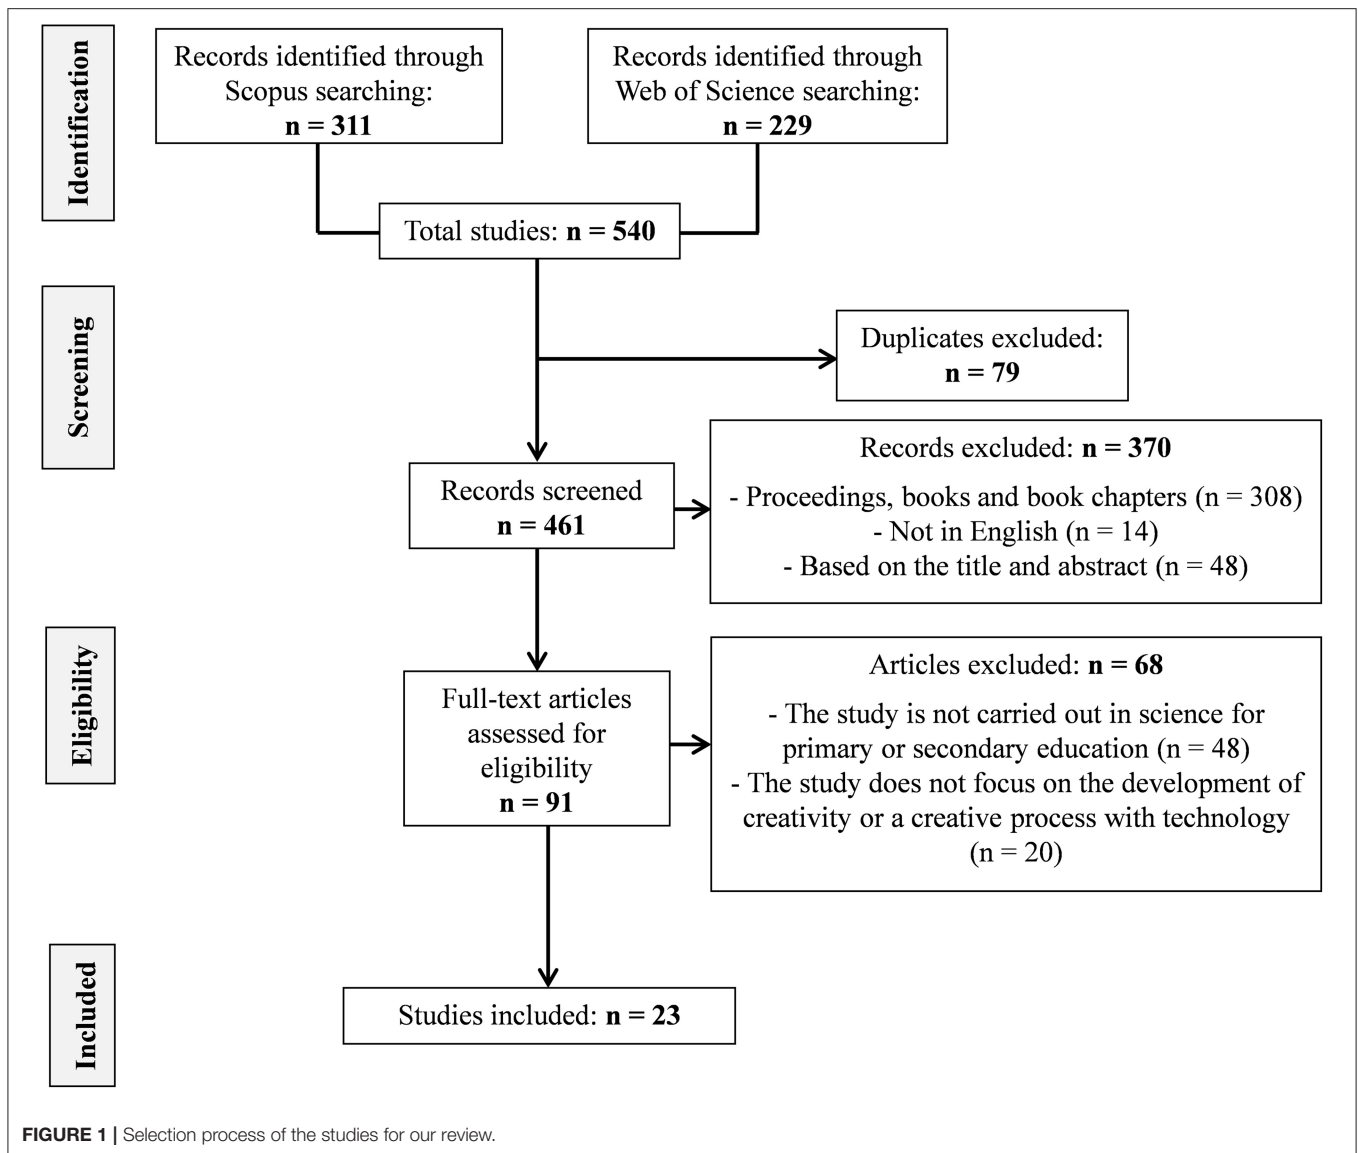 Identification
Records identified through
Scopus searching:
n = 311
Records identified through
Web of Science searching:
n = 229
Total studies: n = 540
Screening
Duplicates excluded:
n = 79
Records screened
n = 461
Records excluded: n = 370
- Proceedings, books and book chapters (n = 308)
- Not in English (n = 14)
- Based on the title and abstract (n = 48)
Eligibility
Full-text articles
assessed for
eligibility
n = 91
Articles excluded: n = 68
- The study is not carried out in science for
primary or secondary education (n = 48)
- The study does not focus on the development of
creativity or a creative process with technology
(n = 20)
Included
Studies included: n = 23
FIGURE 1 | Selection process of the studies for our review.